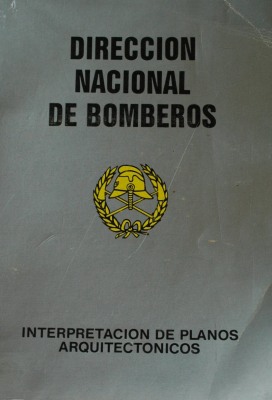 DIRECCION
NACIONAL
DE BOMBEROS
INTERPRETACION DE PLANOS
ARQUITECTONICOS